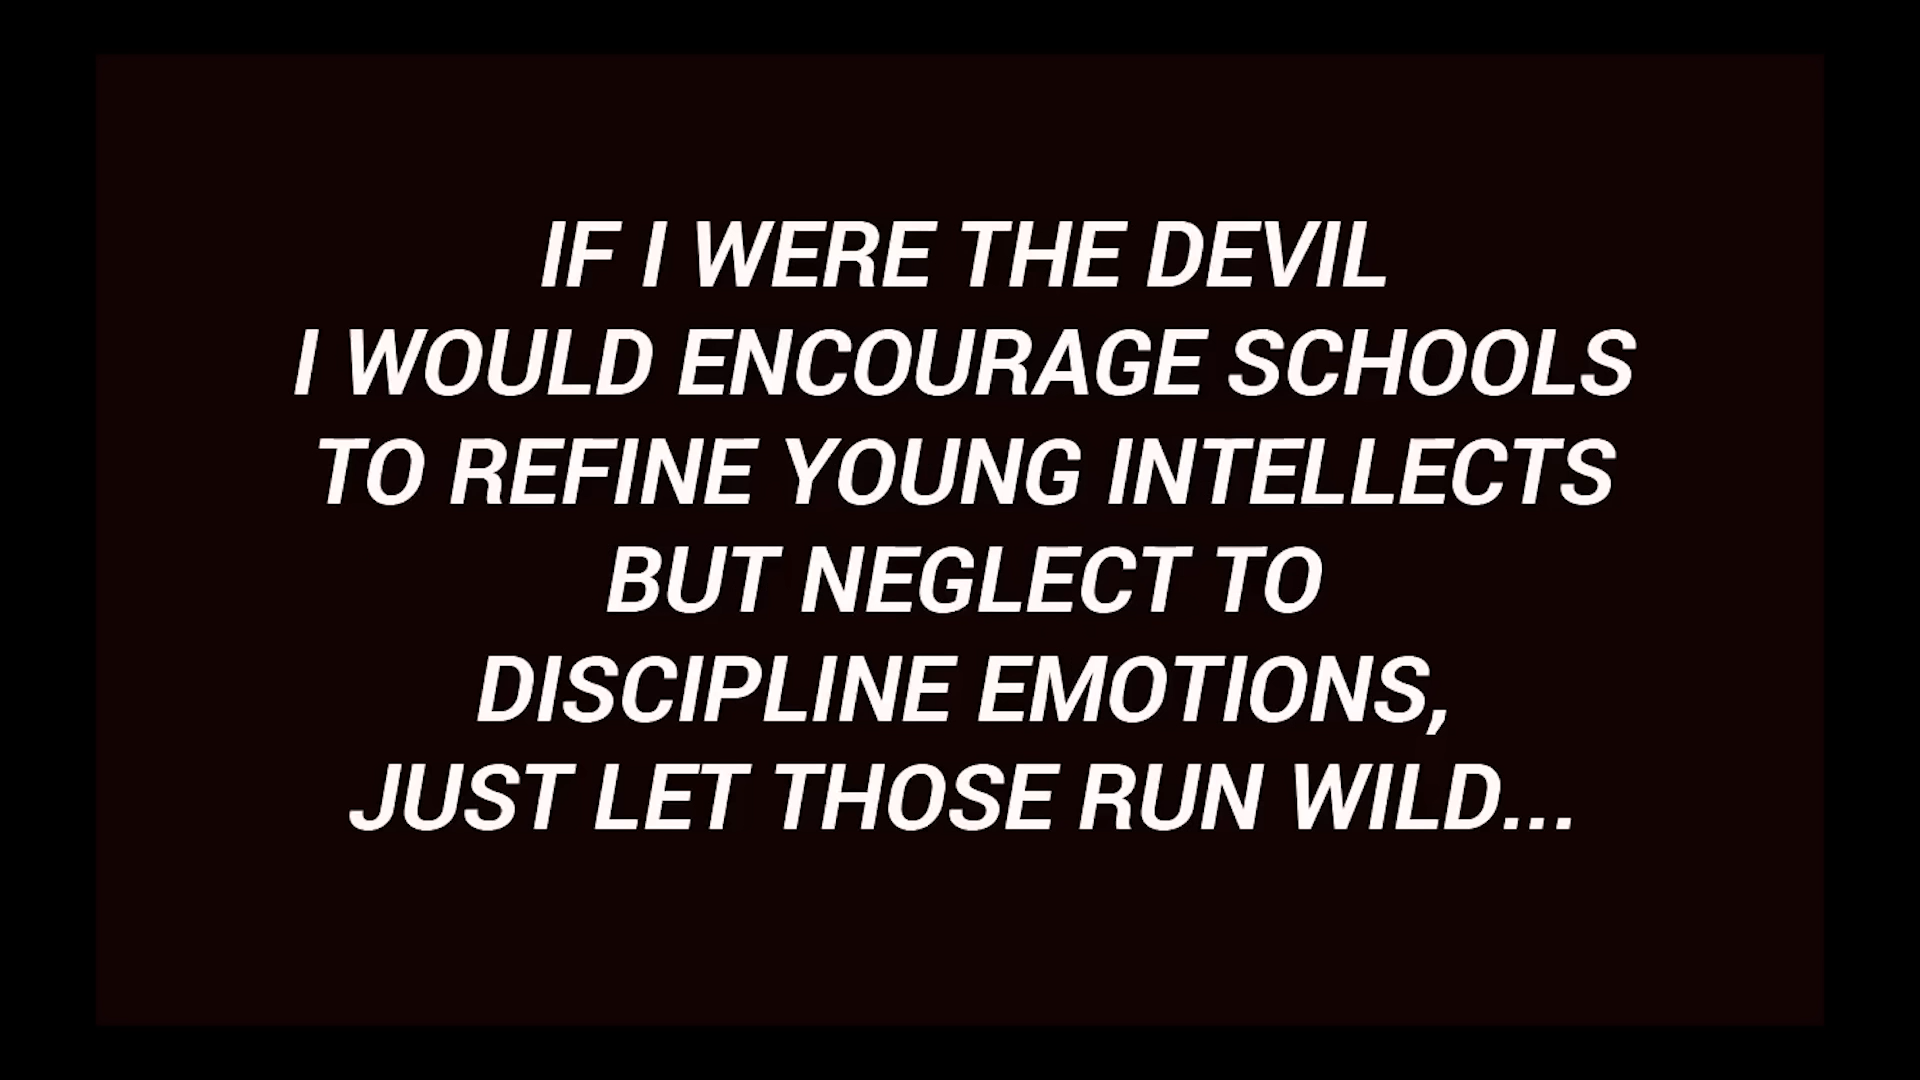 IF I WERE THE DEVIL
I WOULD ENCOURAGE SCHOOLS
TO REFINE YOUNG INTELLECTS
BUT NEGLECT TO
DISCIPLINE EMOTIONS,
JUST LET THOSE RUN WILD...